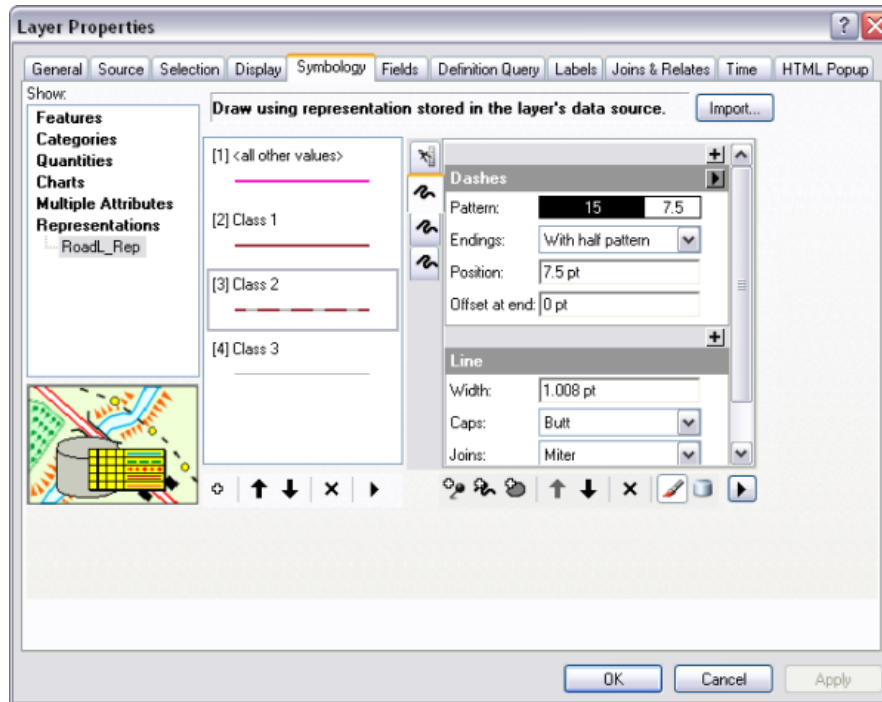 Layer Properties
General Source Selection Display Symbology Fields Definition Query Labels Joins & Relates Time HTML Popup
Show:
Features
Categories
Quantities
Charts
Multiple Attributes
Representations
RoadL_Rep
Draw using representation stored in the layer's data source.
Import...
[1] <all other values>
[2] Class 1
[3] Class 2
[4] Class 3
Dashes
Pattern: 15 7.5
Endings: With half pattern
Position: 7.5 pt
Offset at end: 0 pt
Line
Width: 1.008 pt
Caps: Butt
Joins: Miter
OK Cancel Apply